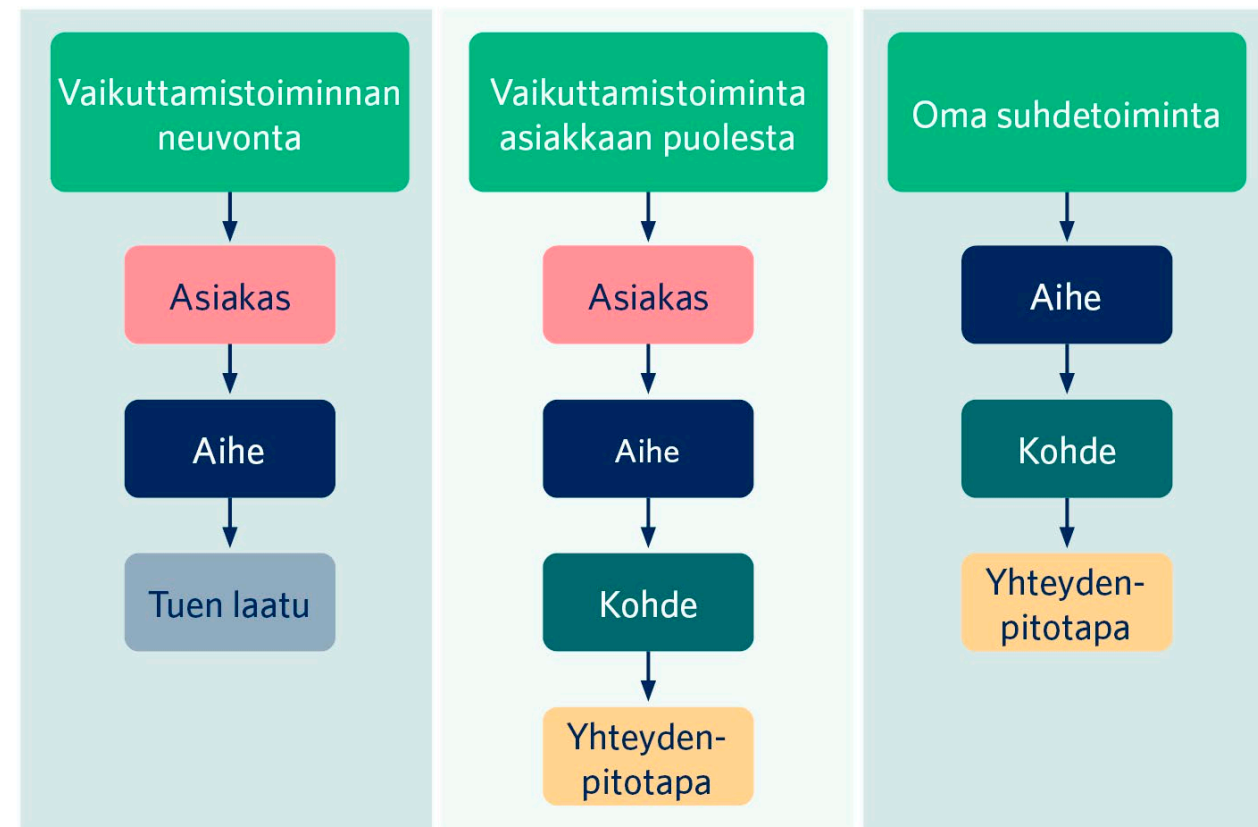 Vaikuttamistoiminnan
neuvonta
Asiakas
Aihe
Tuen laatu
Vaikuttamistoiminta
asiakkaan puolesta
Asiakas
Aihe
Kohde
Yhteyden-
pitotapa
Oma suhdetoiminta
Aihe
Kohde
Yhteyden-
pitotapa